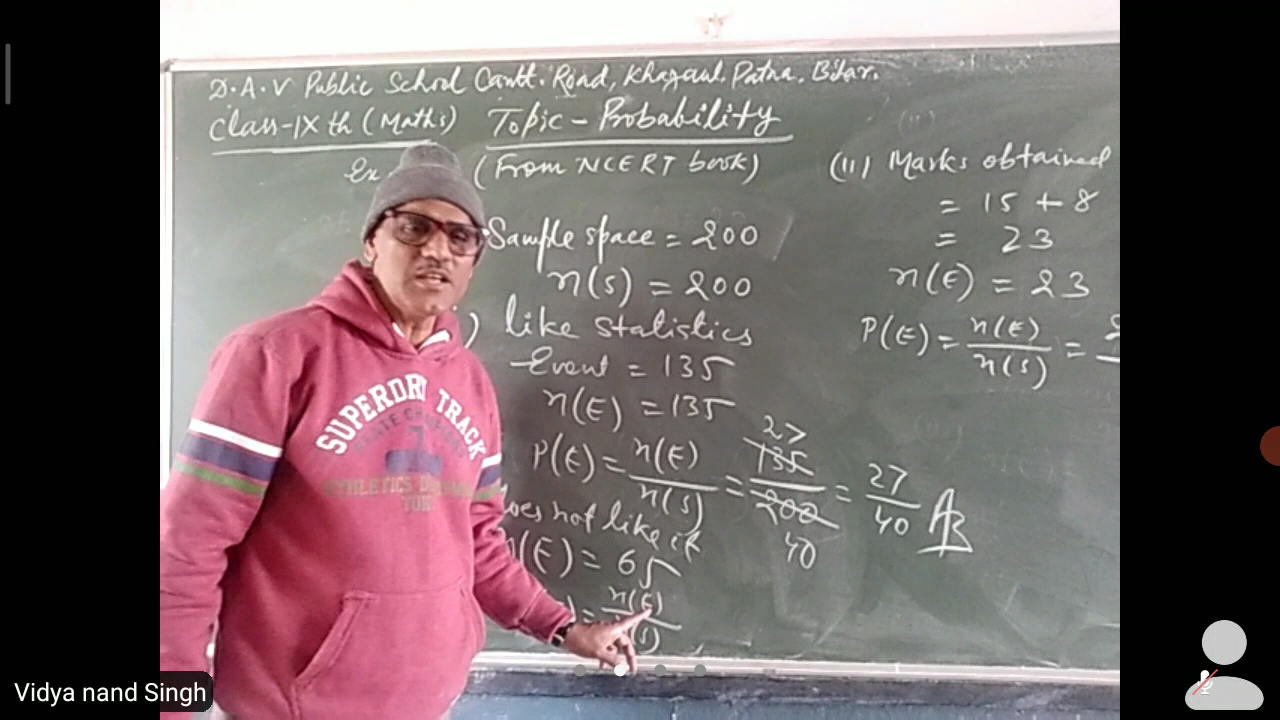 D.A.V Public School Cantt. Road, Khagaul. Patna. Bihar.
Class-IX th (Maths) Topic - Probability
Ex (From NCERT book)
Sample space = 200
n(s) = 200
) like statistics
Event = 135
n(E) = 135
27
P(E) = n(E)/n(s) = 135/200 = 27/40 Ans
40
does not like it
n(E) = 65
) = n(E)/n(s)
(ii) Marks obtained
= 15 + 8
= 23
n(E) = 23
P(E) = n(E)/n(s) =
SUPERDRY TRACK
ATHLETICS
Vidya nand Singh